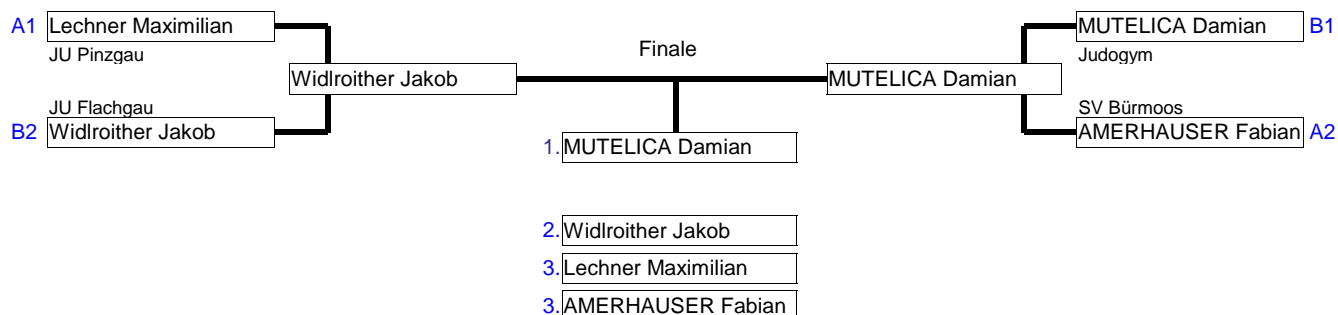 A1 Lechner Maximilian
JU Pinzgau
Widlroither Jakob
JU Flachgau
B2 Widlroither Jakob
Finale
MUTELICA Damian B1
Judogym
MUTELICA Damian
SV Bürmoos
AMERHAUSER Fabian A2
1. MUTELICA Damian
2. Widlroither Jakob
3. Lechner Maximilian
3. AMERHAUSER Fabian